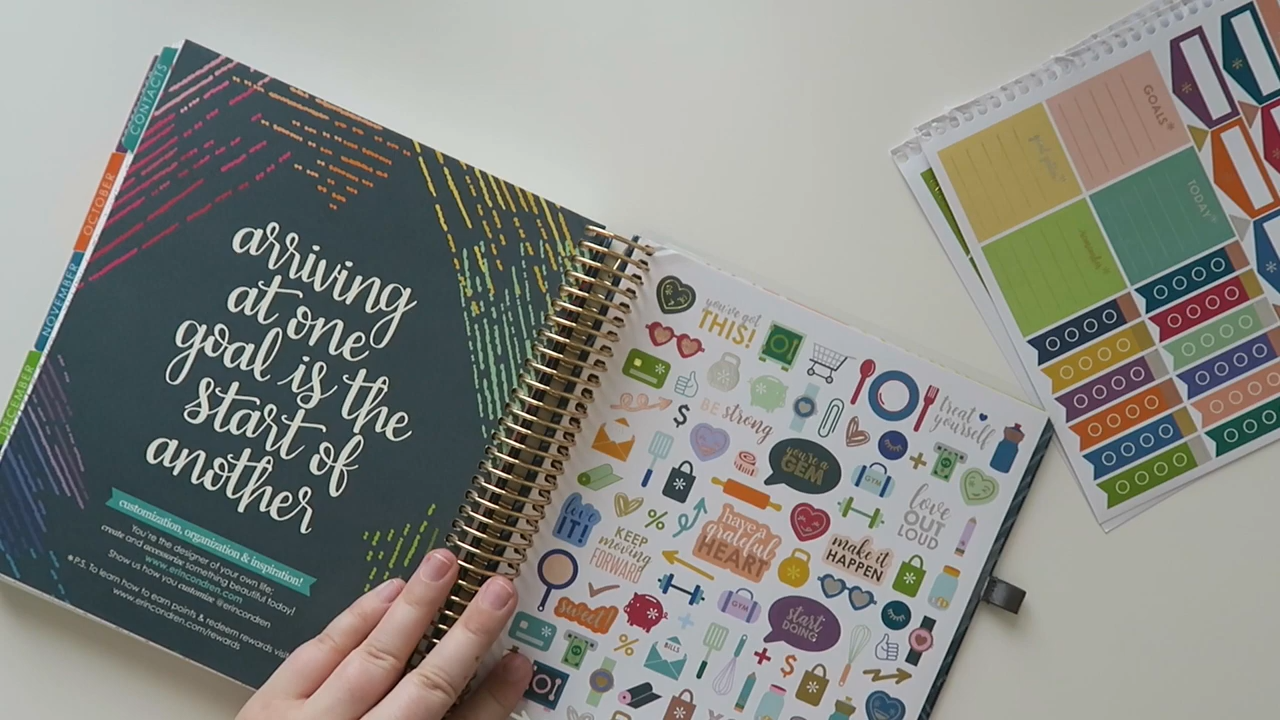 CONTACTS
OCTOBER
NOVEMBER
DECEMBER
arriving
at one
goal is the
start of
another
customization, organization & inspiration!
You're the designer of your own life;
create and accessorize something beautiful today!
www.erincondren.com
Show us how you customize @erincondren
*P.S. To learn how to earn points & redeem rewards visit
www.erincondren.com/rewards
you've got
THIS!
BE strong
treat
yourself
you're a
GEM
GYM
love
OUT
LOUD
love
IT!
KEEP
moving
FORWARD
have a
grateful
HEART
make it
HAPPEN
GYM
start
DOING
sweet!
BILLS
GOALS*
TODAY*